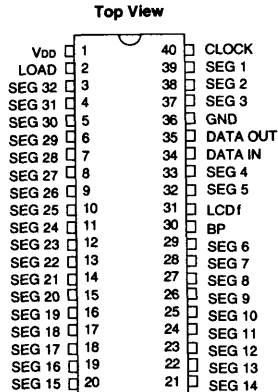 Top View
VDD 1 40 CLOCK
LOAD 2 39 SEG 1
SEG 32 3 38 SEG 2
SEG 31 4 37 SEG 3
SEG 30 5 36 GND
SEG 29 6 35 DATA OUT
SEG 28 7 34 DATA IN
SEG 27 8 33 SEG 4
SEG 26 9 32 SEG 5
SEG 25 10 31 LCDf
SEG 24 11 30 BP
SEG 23 12 29 SEG 6
SEG 22 13 28 SEG 7
SEG 21 14 27 SEG 8
SEG 20 15 26 SEG 9
SEG 19 16 25 SEG 10
SEG 18 17 24 SEG 11
SEG 17 18 23 SEG 12
SEG 16 19 22 SEG 13
SEG 15 20 21 SEG 14